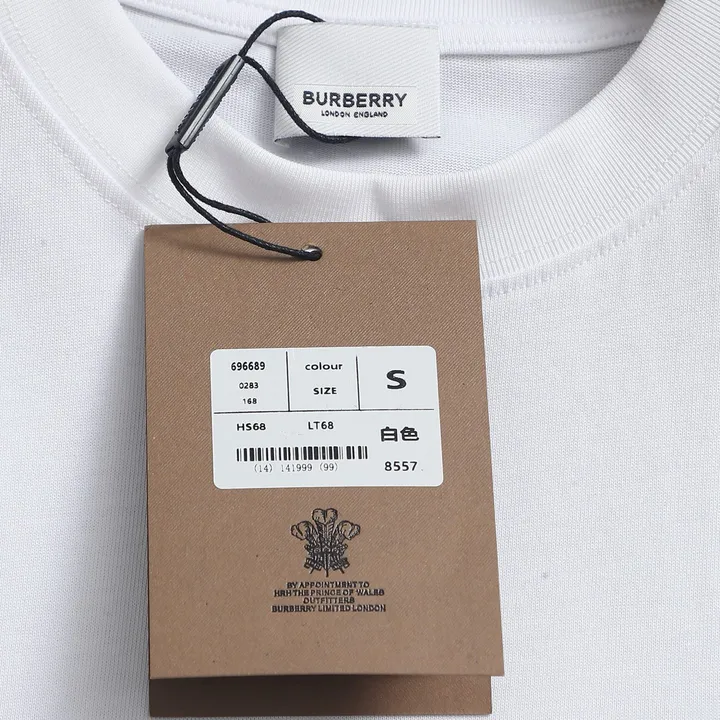 BURBERRY
LONDON ENGLAND
696689
0283
168
colour
SIZE
S
HS68 LT68
白色
(14) 141999 (99)
8557
BY APPOINTMENT TO
HRH THE PRINCE OF WALES
OUTFITTERS
BURBERRY LIMITED LONDON